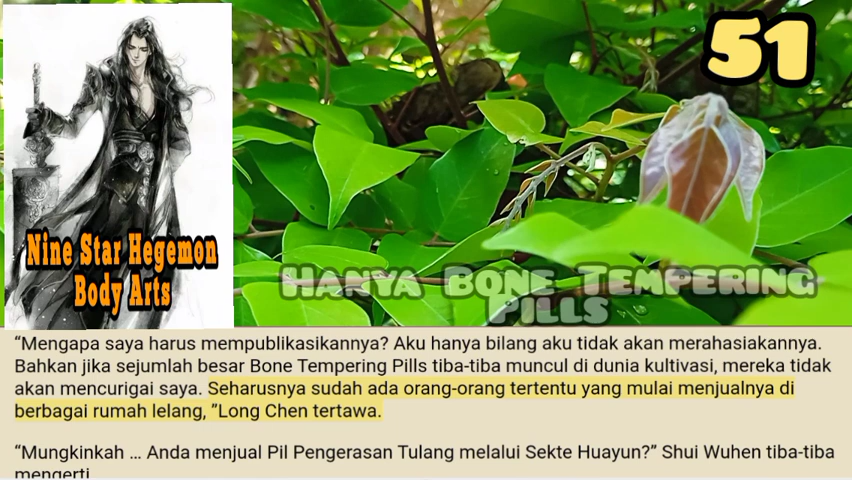 51
Nine Star Hegemon
Body Arts
Hanya Bone Tempering
Pills
“Mengapa saya harus mempublikasikannya? Aku hanya bilang aku tidak akan merahasiakannya.
Bahkan jika sejumlah besar Bone Tempering Pills tiba-tiba muncul di dunia kultivasi, mereka tidak
akan mencurigai saya. Seharusnya sudah ada orang-orang tertentu yang mulai menjualnya di
berbagai rumah lelang, ”Long Chen tertawa.
“Mungkinkah … Anda menjual Pil Pengerasan Tulang melalui Sekte Huayun?” Shui Wuhen tiba-tiba
mengerti